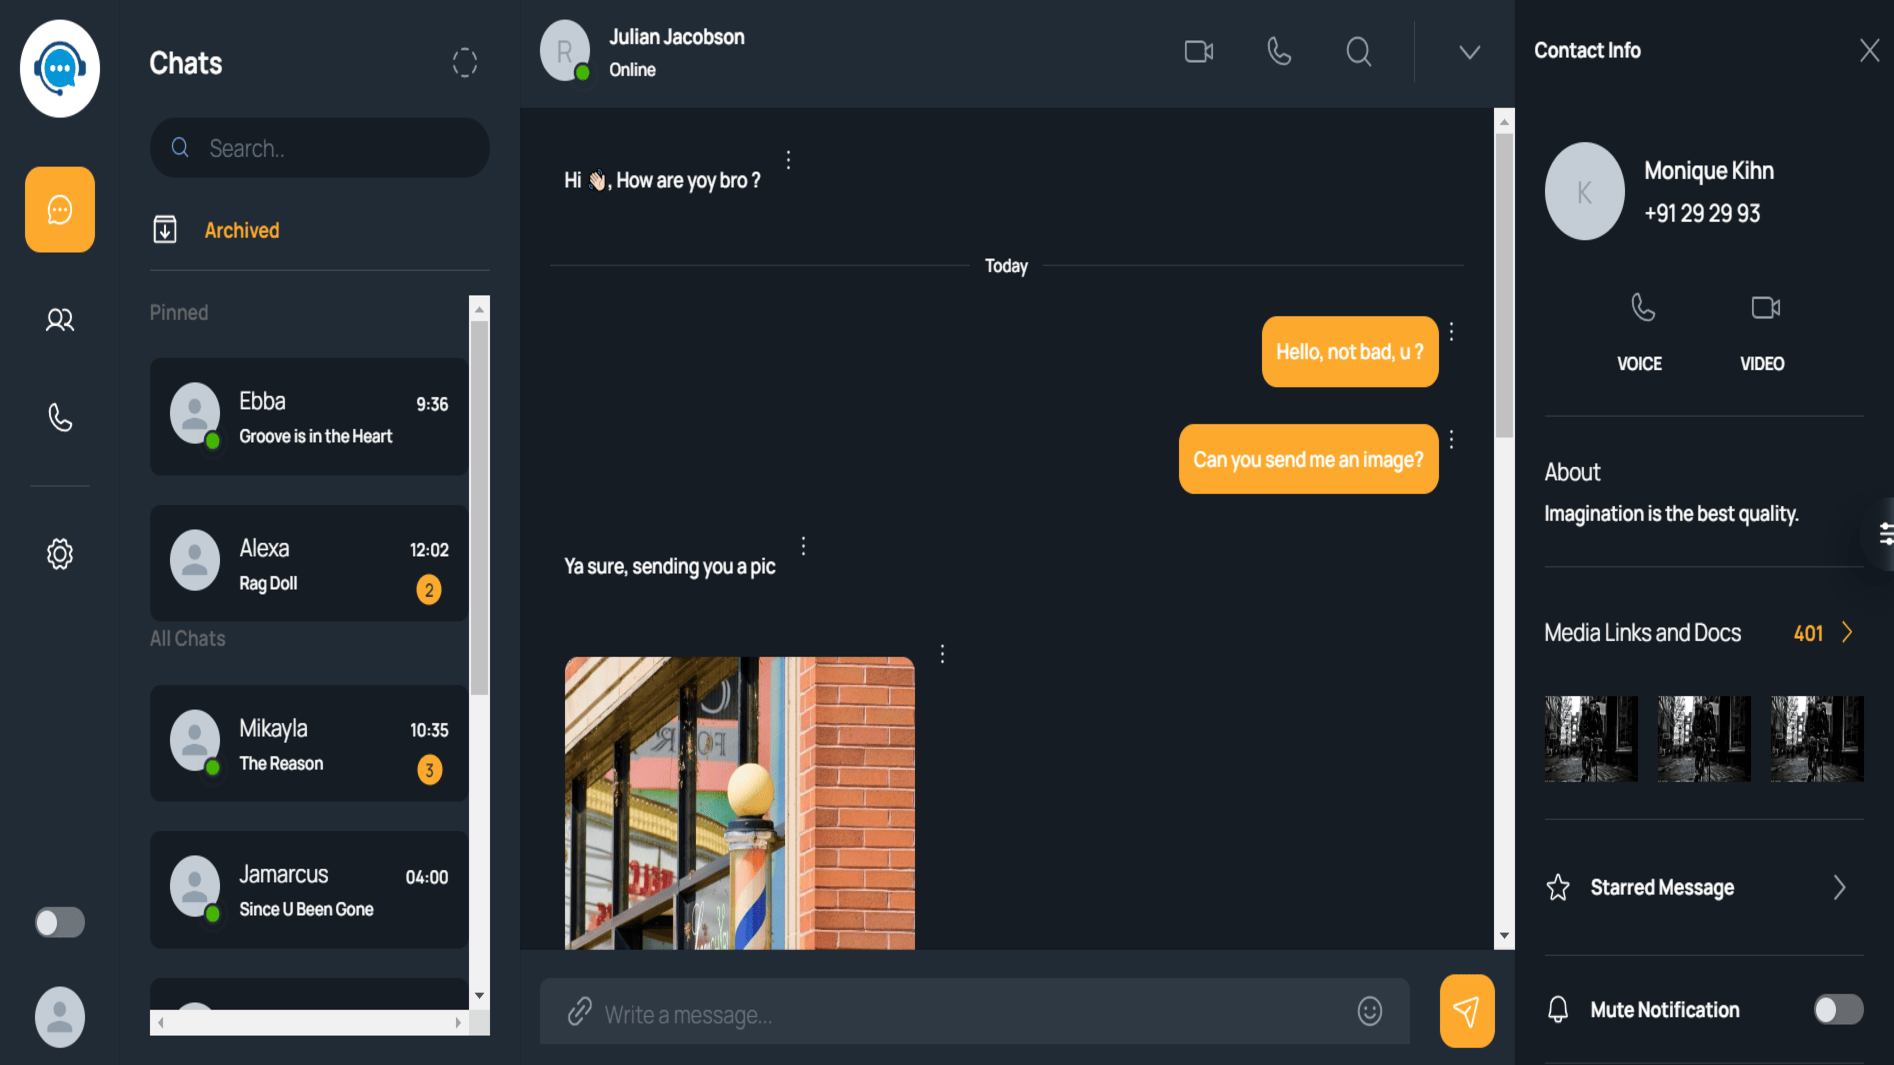 Chats
Search..
Archived
Pinned
Ebba
9:36
Groove is in the Heart
Alexa
12:02
Rag Doll
2
All Chats
Mikayla
10:35
The Reason
3
Jamarcus
04:00
Since U Been Gone
R
Julian Jacobson
Online
Hi 👋🏻, How are yoy bro ?
Today
Hello, not bad, u ?
Can you send me an image?
Ya sure, sending you a pic
Write a message...
Contact Info
K
Monique Kihn
+91 29 29 93
VOICE
VIDEO
About
Imagination is the best quality.
Media Links and Docs
401
Starred Message
Mute Notification